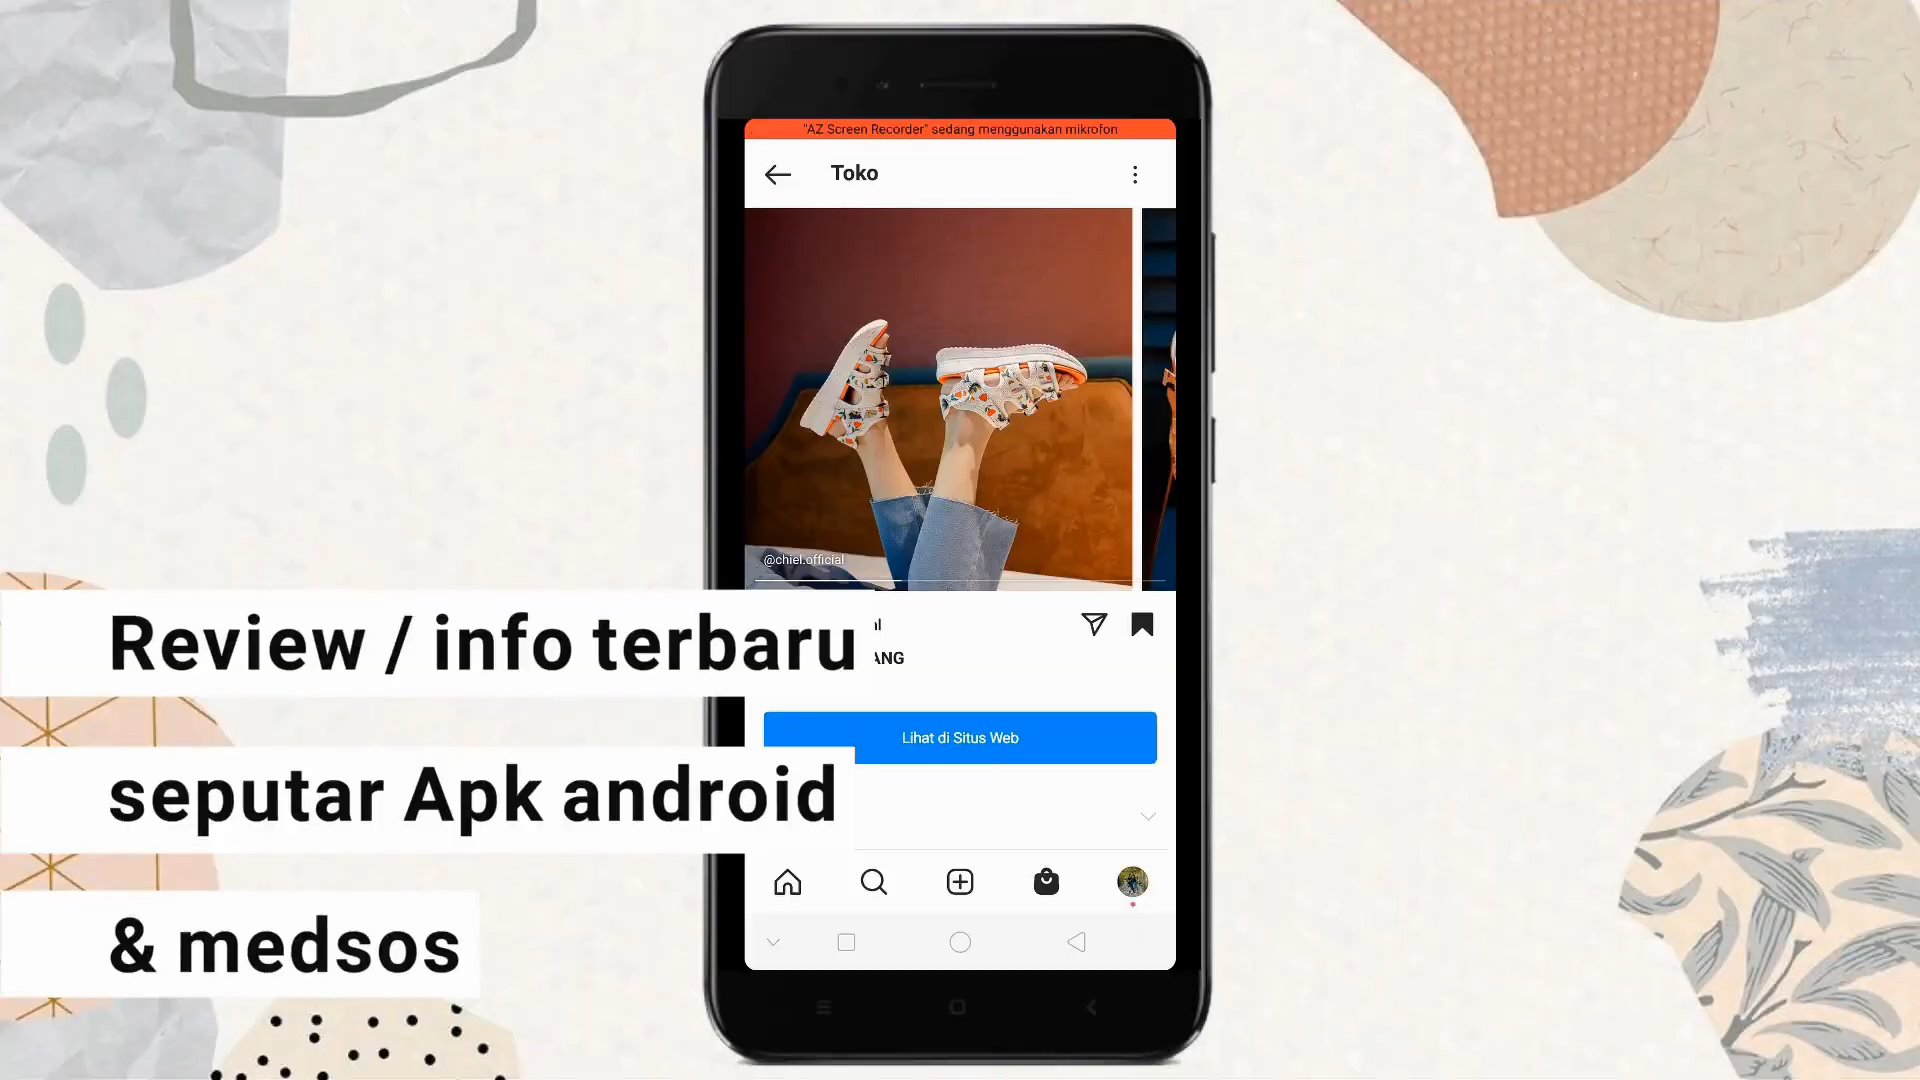 "AZ Screen Recorder" sedang menggunakan mikrofon
Toko
@chiel.official
Lihat di Situs Web
Review / info terbaru
seputar Apk android
& medsos